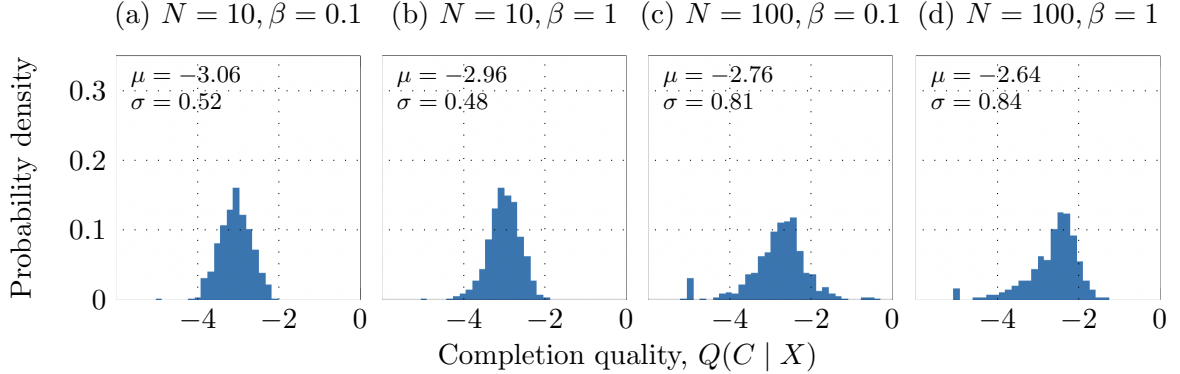 (a) N = 10, β = 0.1
(b) N = 10, β = 1
(c) N = 100, β = 0.1
(d) N = 100, β = 1
Probability density
0.3
0.2
0.1
0
μ = −3.06
σ = 0.52
μ = −2.96
σ = 0.48
μ = −2.76
σ = 0.81
μ = −2.64
σ = 0.84
−4 −2 0
−4 −2 0
−4 −2 0
−4 −2 0
Completion quality, Q(C | X)